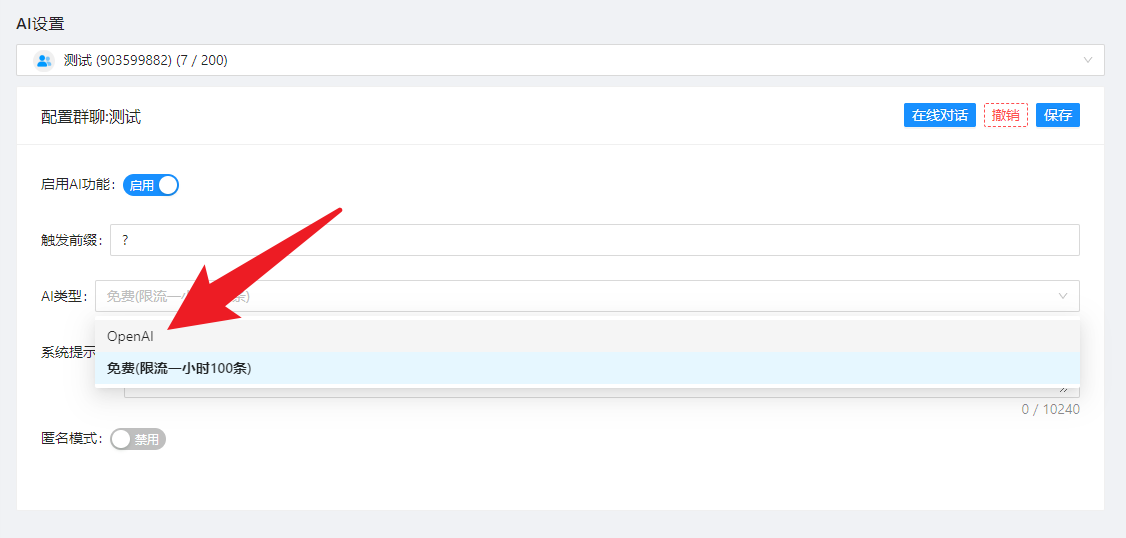 AI设置
测试 (903599882) (7 / 200)
配置群聊:测试
在线对话 撤销 保存
启用AI功能: 启用
触发前缀: ?
AI类型: 免费(限流一小 条)
OpenAI
系统提示
免费(限流一小时100条)
0 / 10240
匿名模式: 禁用